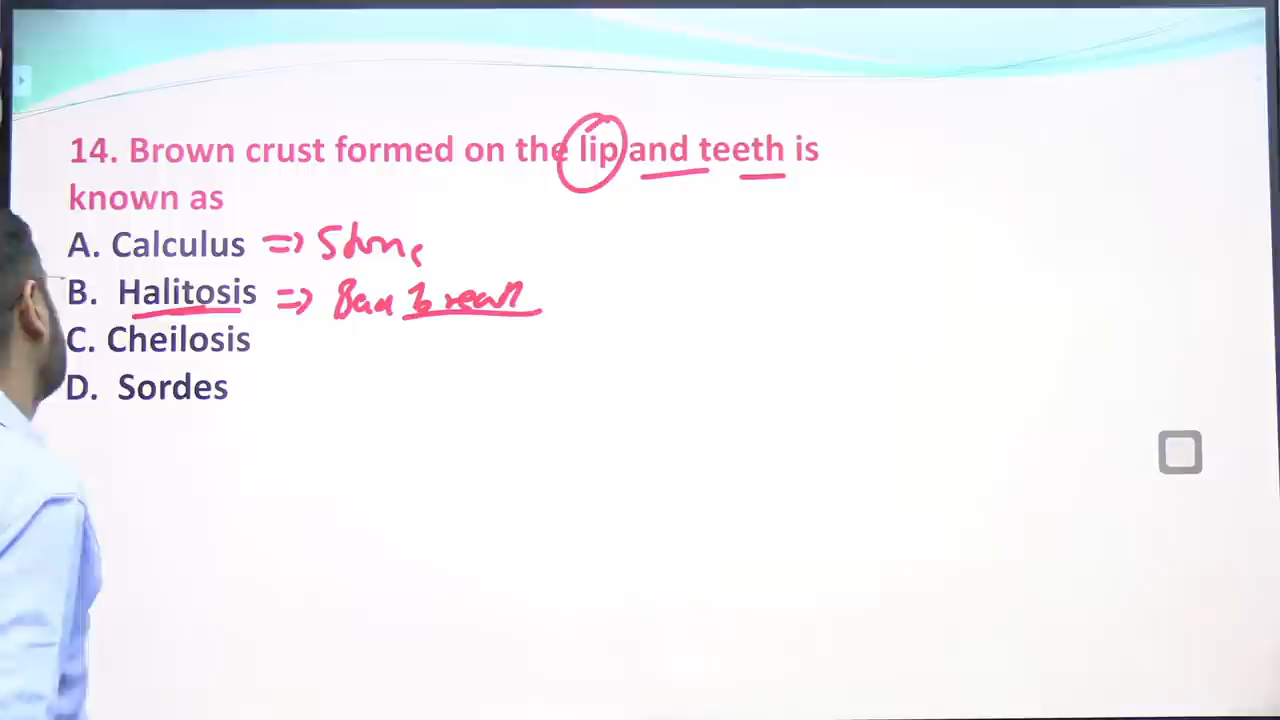 14. Brown crust formed on the lip and teeth is
known as
A. Calculus => Stone
B. Halitosis => Bad breath
C. Cheilosis
D. Sordes